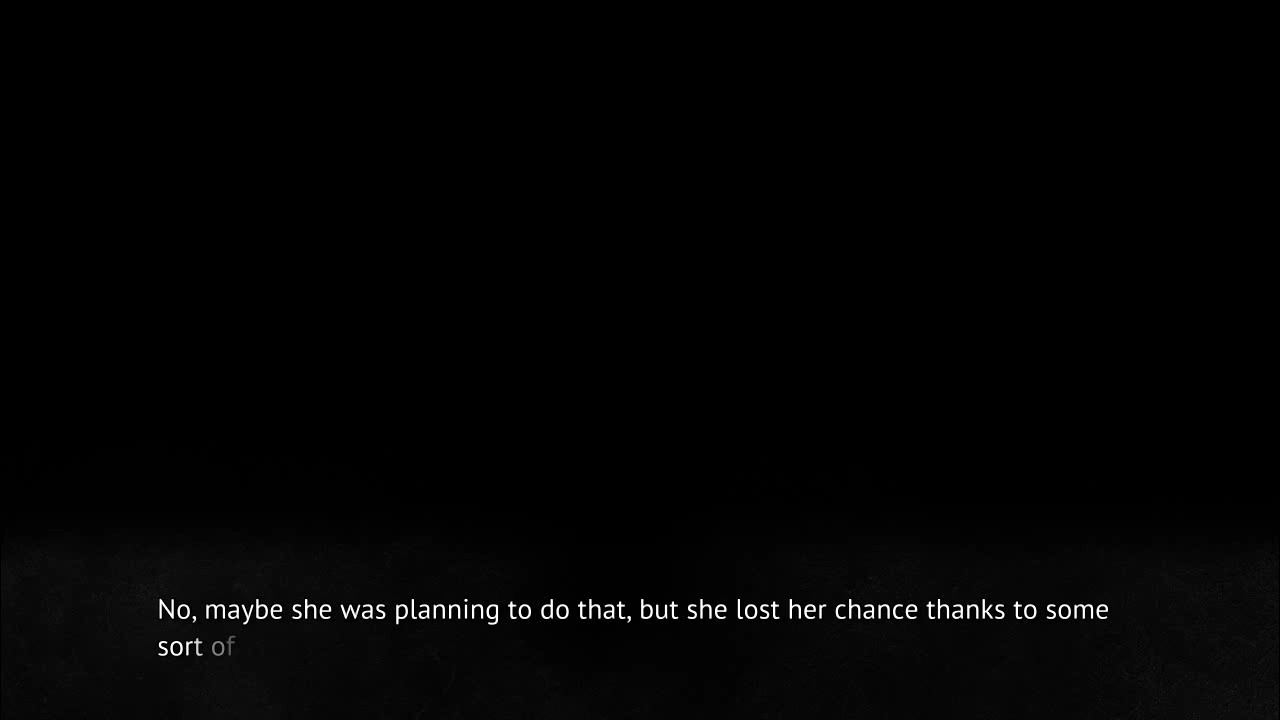 No, maybe she was planning to do that, but she lost her chance thanks to some
sort of